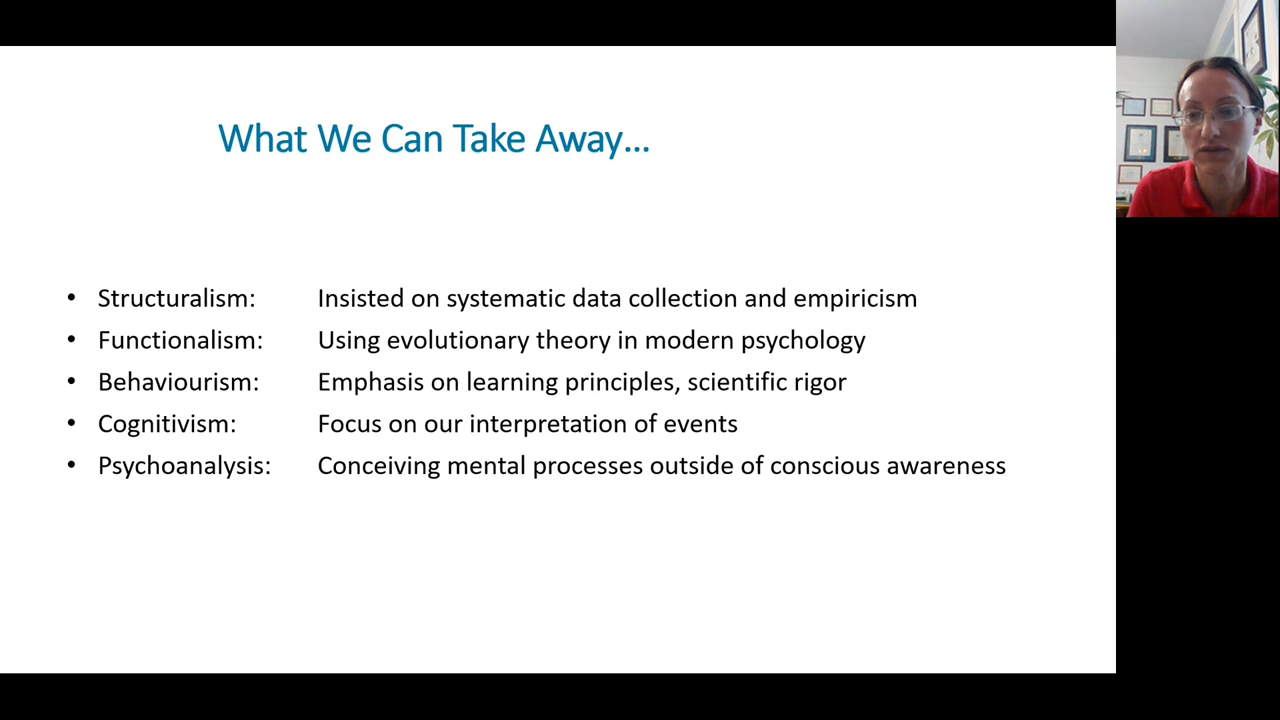 What We Can Take Away...
• Structuralism: Insisted on systematic data collection and empiricism
• Functionalism: Using evolutionary theory in modern psychology
• Behaviourism: Emphasis on learning principles, scientific rigor
• Cognitivism: Focus on our interpretation of events
• Psychoanalysis: Conceiving mental processes outside of conscious awareness